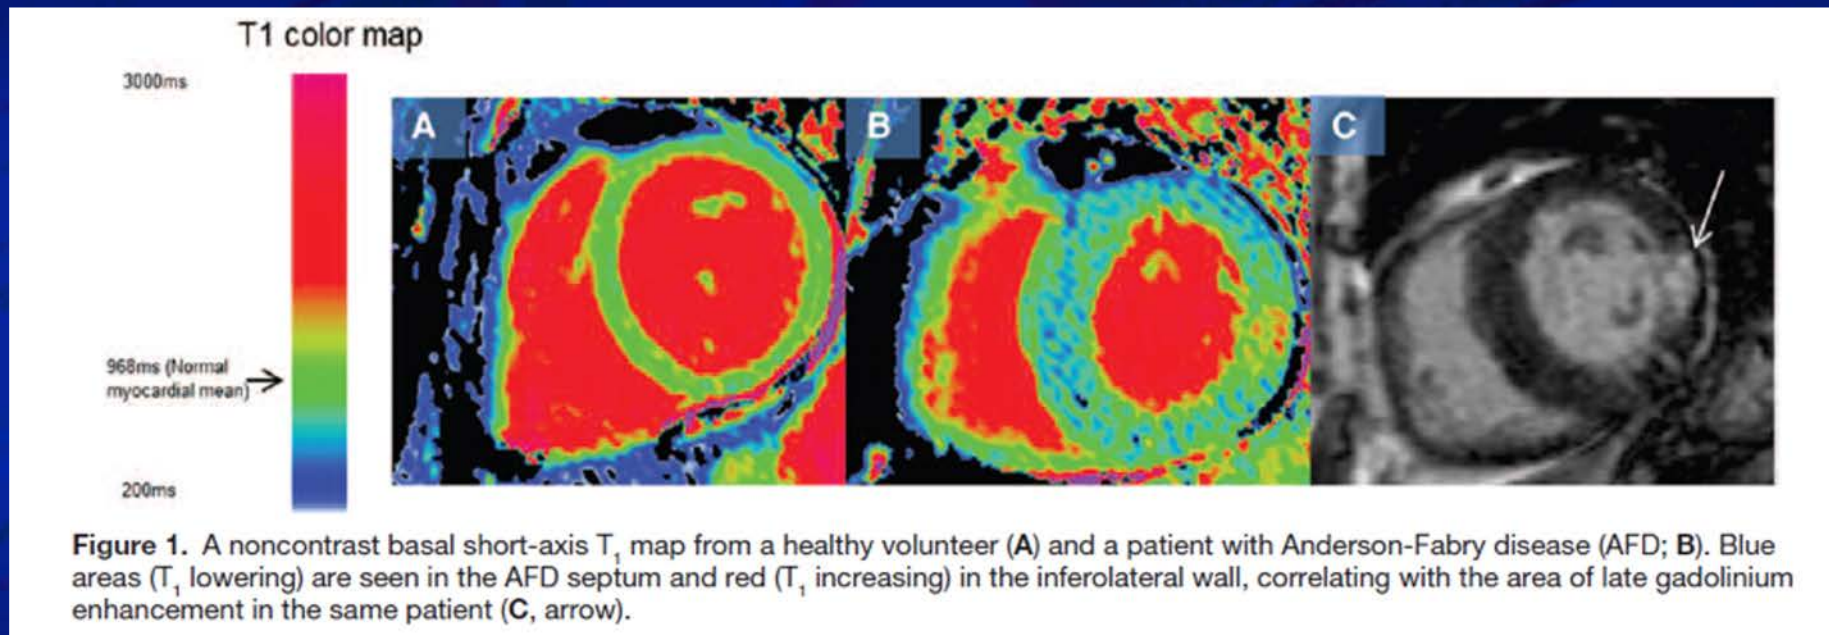 T1 color map
3000ms
968ms (Normal
myocardial mean)
200ms
A
B
C
Figure 1. A noncontrast basal short-axis T₁ map from a healthy volunteer (A) and a patient with Anderson-Fabry disease (AFD; B). Blue
areas (T₁ lowering) are seen in the AFD septum and red (T₁ increasing) in the inferolateral wall, correlating with the area of late gadolinium
enhancement in the same patient (C, arrow).